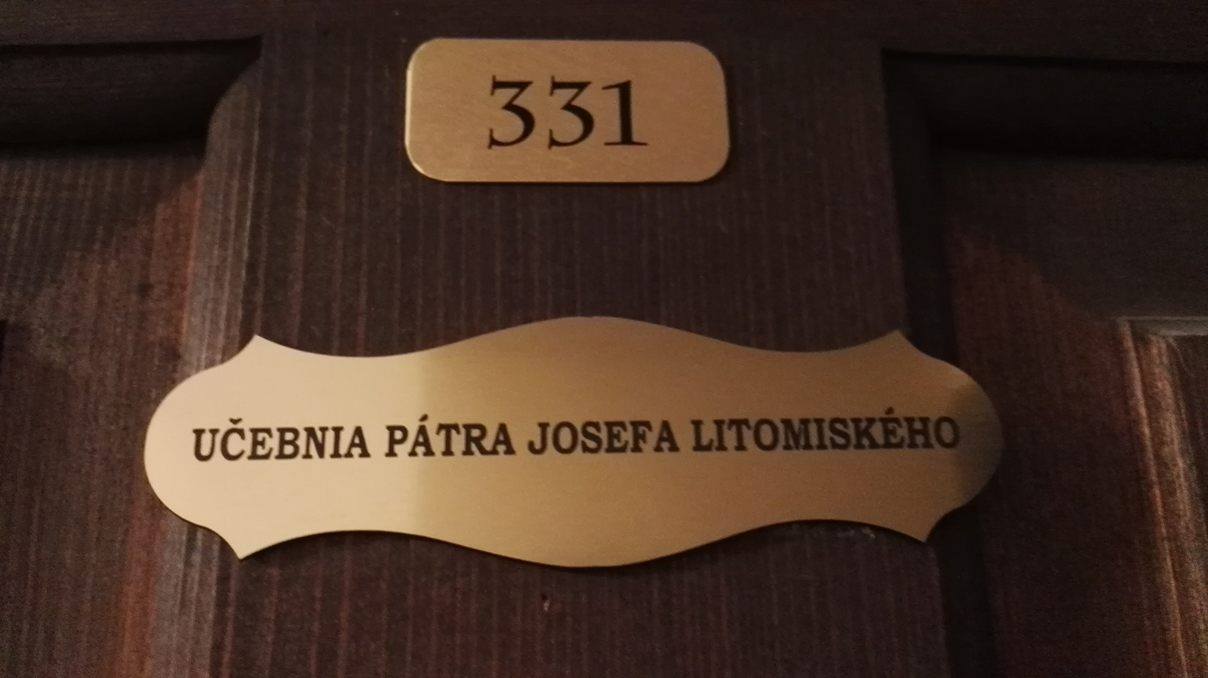 331
UČEBNIA PÁTRA JOSEFA LITOMISKÉHO